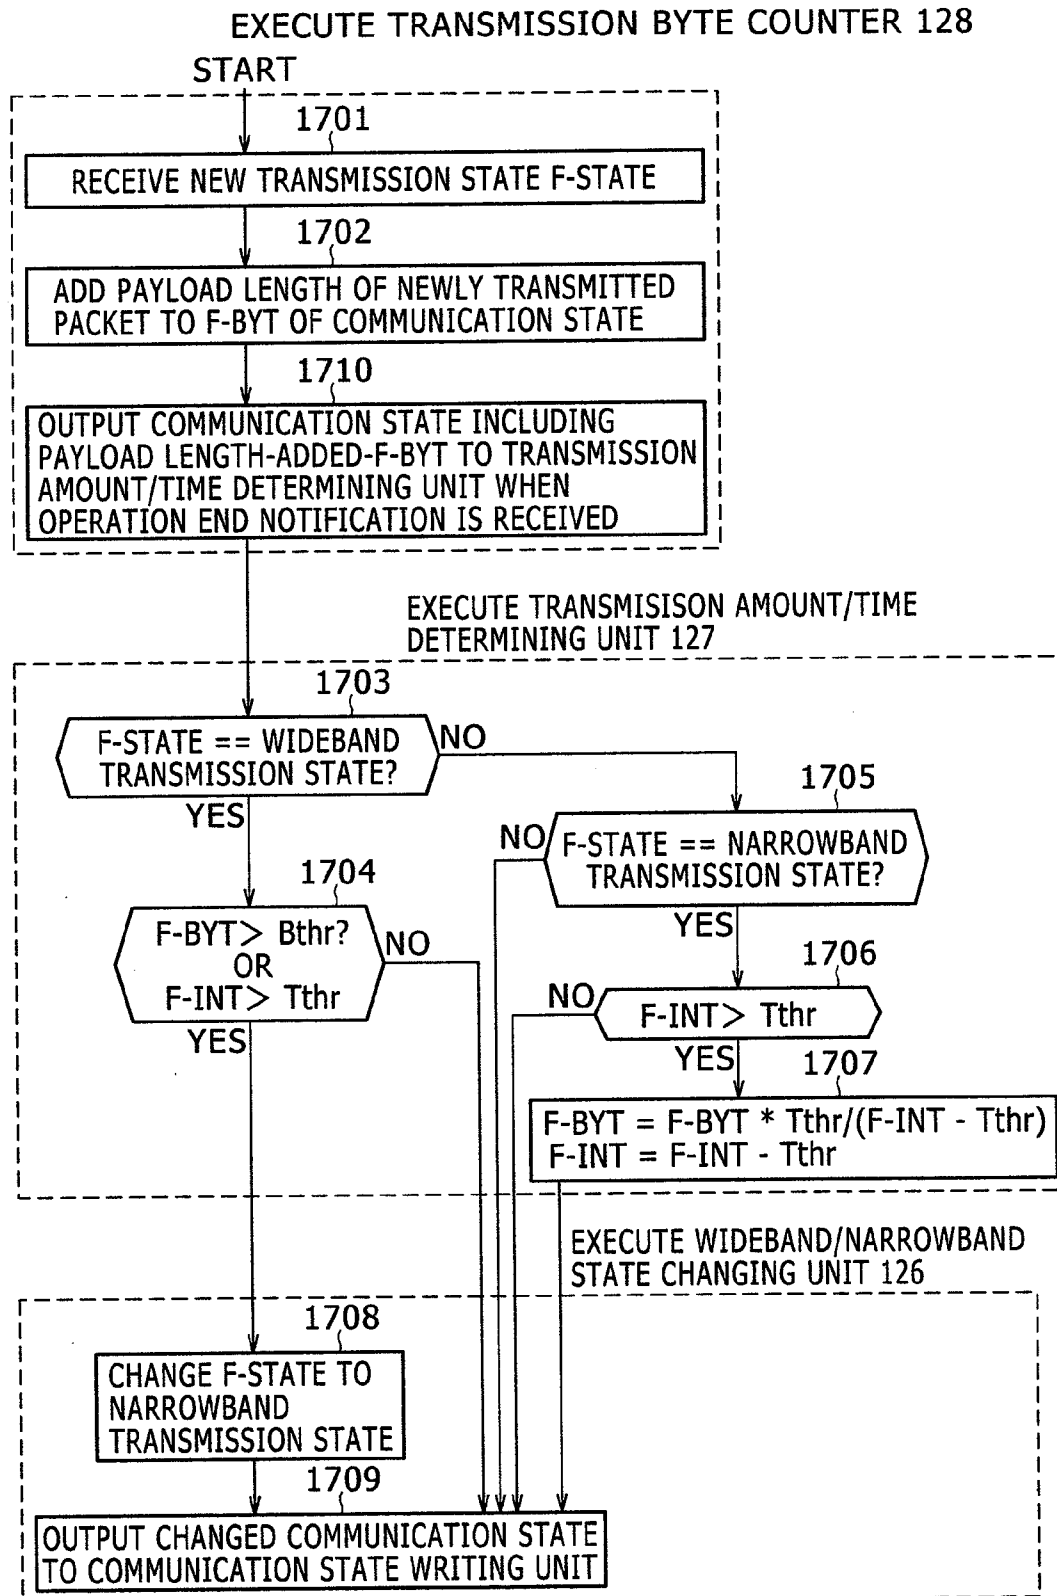 EXECUTE TRANSMISSION BYTE COUNTER 128
START
1701
RECEIVE NEW TRANSMISSION STATE F-STATE
1702
ADD PAYLOAD LENGTH OF NEWLY TRANSMITTED
PACKET TO F-BYT OF COMMUNICATION STATE
1710
OUTPUT COMMUNICATION STATE INCLUDING
PAYLOAD LENGTH-ADDED-F-BYT TO TRANSMISSION
AMOUNT/TIME DETERMINING UNIT WHEN
OPERATION END NOTIFICATION IS RECEIVED
EXECUTE TRANSMISISON AMOUNT/TIME
DETERMINING UNIT 127
1703
F-STATE == WIDEBAND
TRANSMISSION STATE?
NO
YES
1705
F-STATE == NARROWBAND
TRANSMISSION STATE?
NO
YES
1704
F-BYT> Bthr?
OR
F-INT> Tthr
NO
YES
1706
F-INT> Tthr
NO
YES
1707
F-BYT = F-BYT * Tthr/(F-INT - Tthr)
F-INT = F-INT - Tthr
EXECUTE WIDEBAND/NARROWBAND
STATE CHANGING UNIT 126
1708
CHANGE F-STATE TO
NARROWBAND
TRANSMISSION STATE
1709
OUTPUT CHANGED COMMUNICATION STATE
TO COMMUNICATION STATE WRITING UNIT